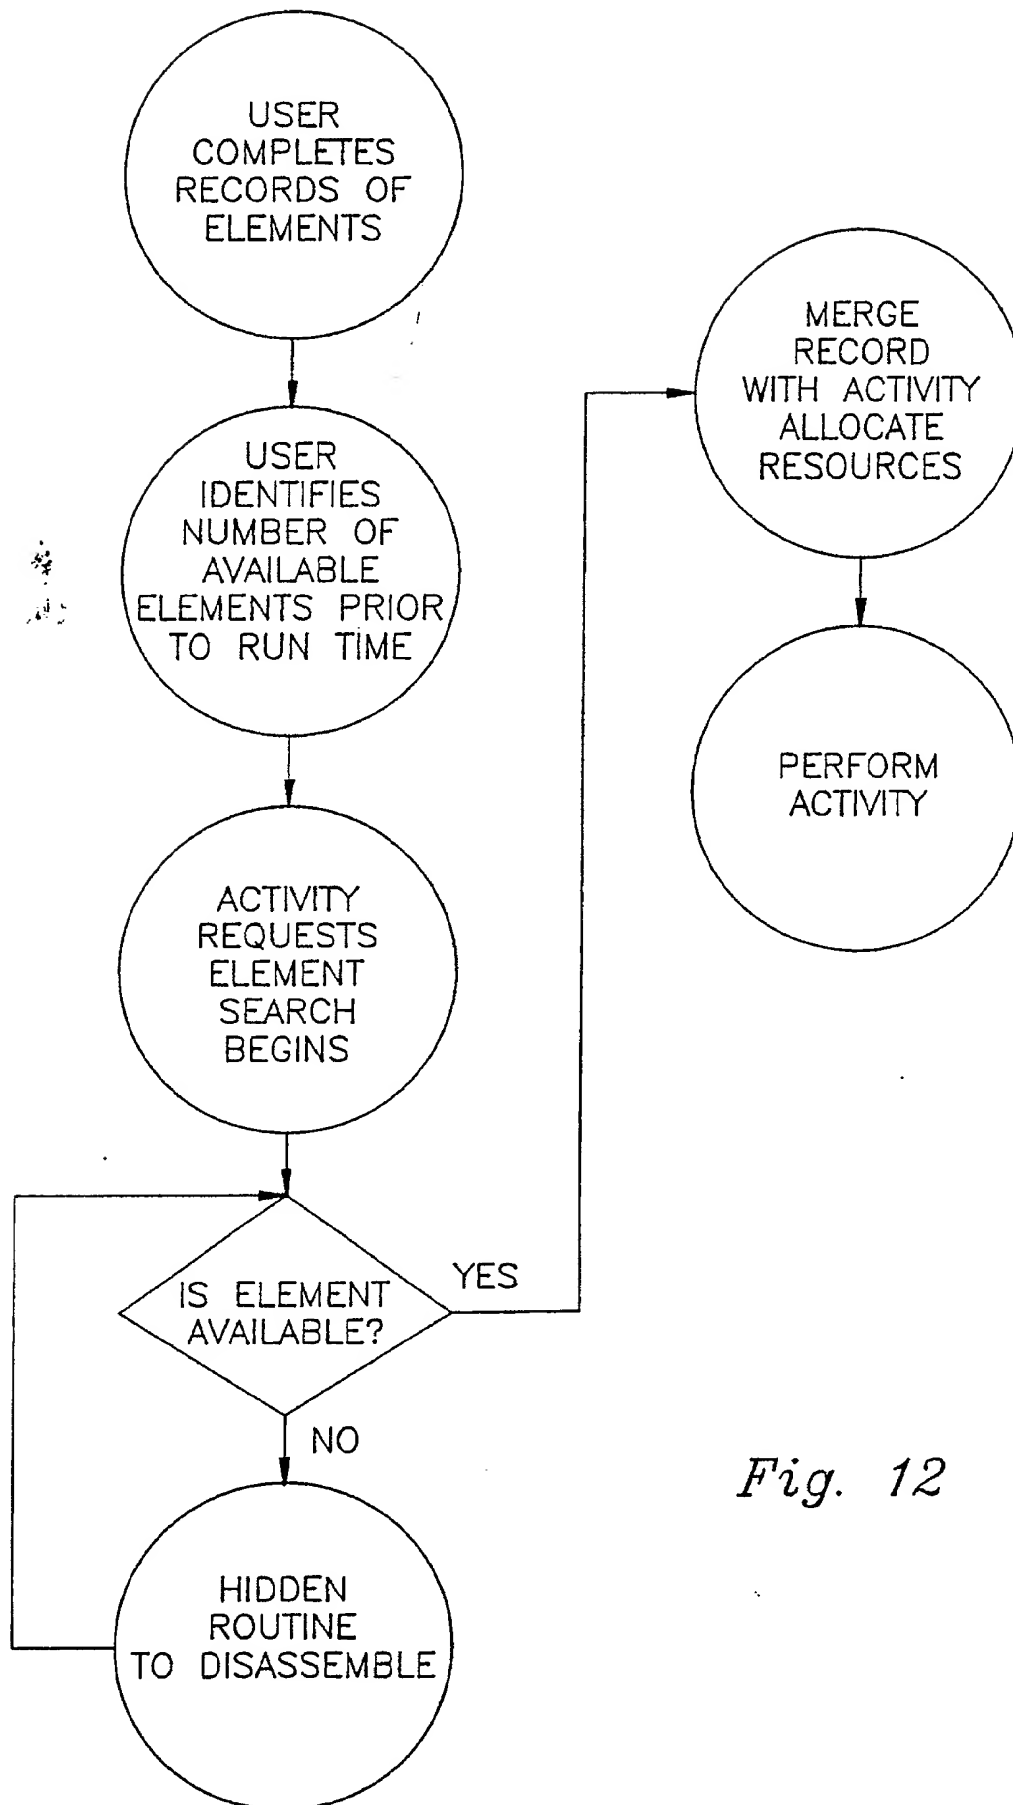 USER
COMPLETES
RECORDS OF
ELEMENTS
USER
IDENTIFIES
NUMBER OF
AVAILABLE
ELEMENTS PRIOR
TO RUN TIME
ACTIVITY
REQUESTS
ELEMENT
SEARCH
BEGINS
IS ELEMENT
AVAILABLE?
YES
NO
HIDDEN
ROUTINE
TO DISASSEMBLE
MERGE
RECORD
WITH ACTIVITY
ALLOCATE
RESOURCES
PERFORM
ACTIVITY
Fig. 12